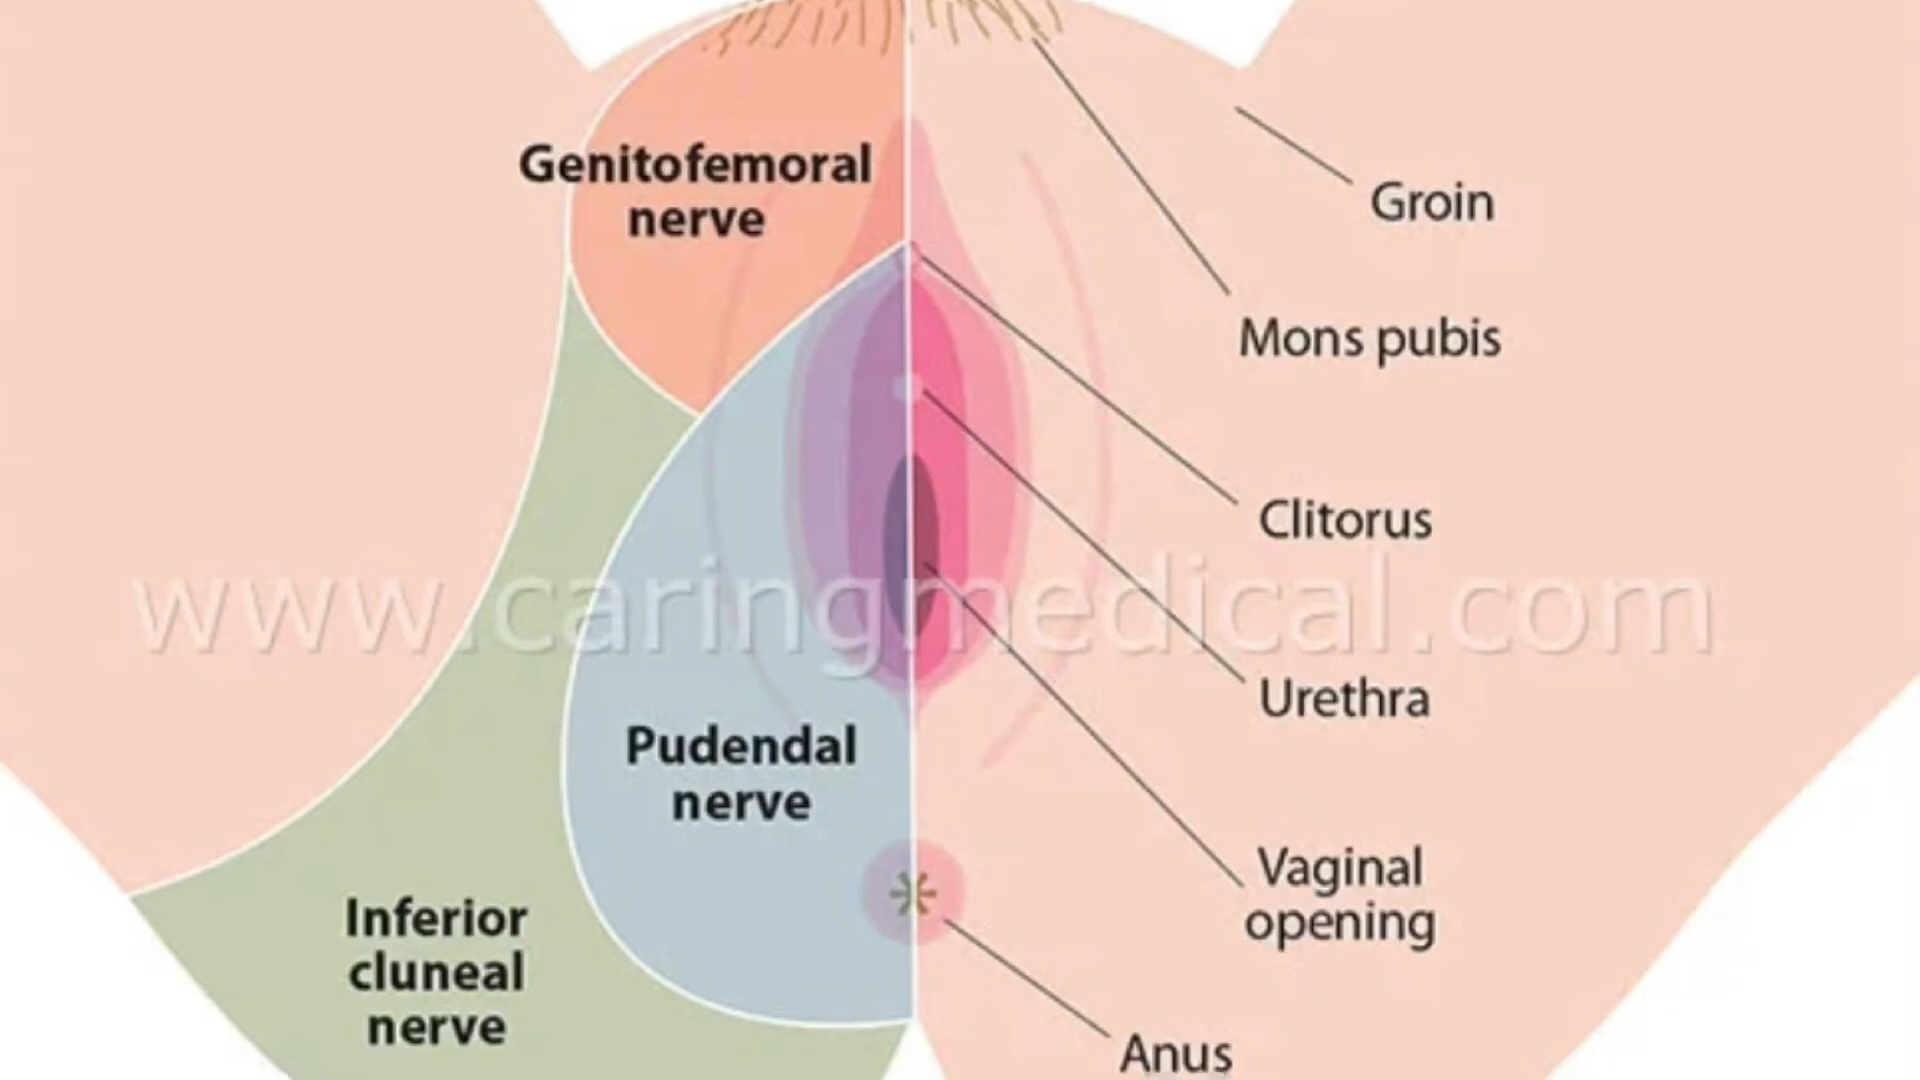 Genitofemoral
nerve
Groin
Mons pubis
Clitorus
www.caringmedical.com
Urethra
Pudendal
nerve
Vaginal
opening
Inferior
cluneal
nerve
Anus